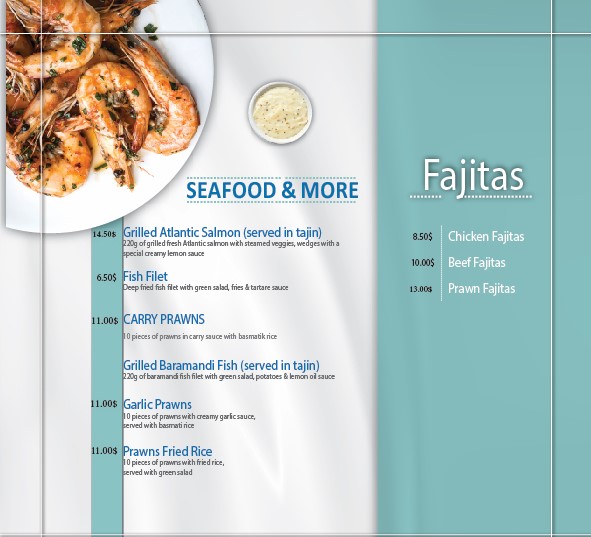 SEAFOOD & MORE
14.50$ Grilled Atlantic Salmon (served in tajin)
220g of grilled fresh Atlantic salmon with steamed veggies, wedges with a
special creamy lemon sauce
6.50$ Fish Filet
Deep fried fish filet with green salad, fries & tartare sauce
11.00$ CARRY PRAWNS
10 pieces of prawns in carry sauce with basmatik rice
Grilled Baramandi Fish (served in tajin)
220g of baramandi fish filet with green salad, potatoes & lemon oil sauce
11.00$ Garlic Prawns
10 pieces of prawns with creamy garlic sauce,
served with basmati rice
11.00$ Prawns Fried Rice
10 pieces of prawns with fried rice,
served with green salad
Fajitas
8.50$ Chicken Fajitas
10.00$ Beef Fajitas
13.00$ Prawn Fajitas